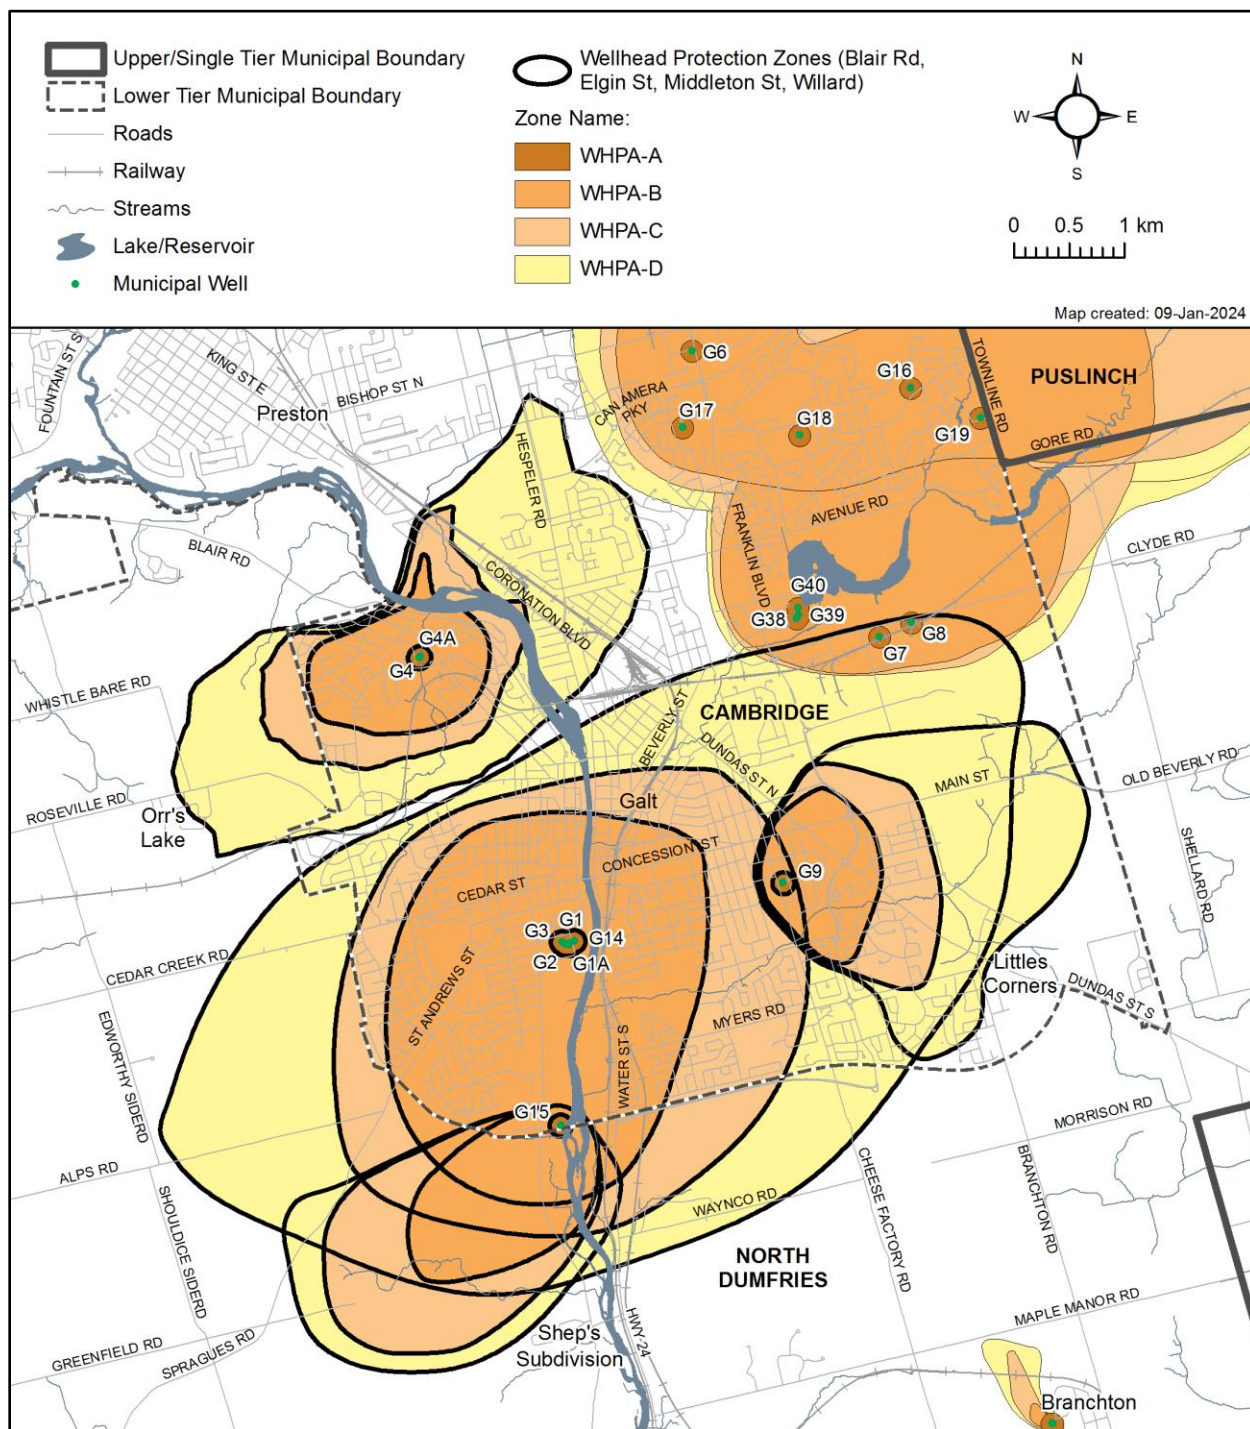 Upper/Single Tier Municipal Boundary
Lower Tier Municipal Boundary
Roads
Railway
Streams
Lake/Reservoir
Municipal Well
Wellhead Protection Zones (Blair Rd,
Elgin St, Middleton St, Willard)
Zone Name:
WHPA-A
WHPA-B
WHPA-C
WHPA-D
N
W
E
S
0 0.5 1 km
Map created: 09-Jan-2024
FOUNTAIN ST S
KING ST E
Preston
BISHOP ST N
HESPELER RD
CAN AMERA
PKY
G6
G16
G17
G18
G19
TOWNLINE RD
PUSLINCH
GORE RD
AVENUE RD
FRANKLIN BLVD
CLYDE RD
BLAIR RD
CORONATION BLVD
G40
G39
G38
G8
G7
G4A
G4
WHISTLE BARE RD
CAMBRIDGE
BEVERLY ST
DUNDAS ST N
MAIN ST
OLD BEVERLY RD
ROSEVILLE RD
Orr's
Lake
Galt
CONCESSION ST
CEDAR ST
G9
SHELLARD RD
G1
G3
G14
G2
G1A
CEDAR CREEK RD
ST ANDREWS ST
Littles
Corners
DUNDAS ST S
MYERS RD
WATER ST S
EDWORTHY SIDERD
G15
MORRISON RD
ALPS RD
SHOULDICE SIDERD
WAYNCO RD
CHEESE FACTORY RD
BRANCHTON RD
NORTH
DUMFRIES
MAPLE MANOR RD
GREENFIELD RD
SPRAGUES RD
Shep's
Subdivision
HWY-24
Branchton